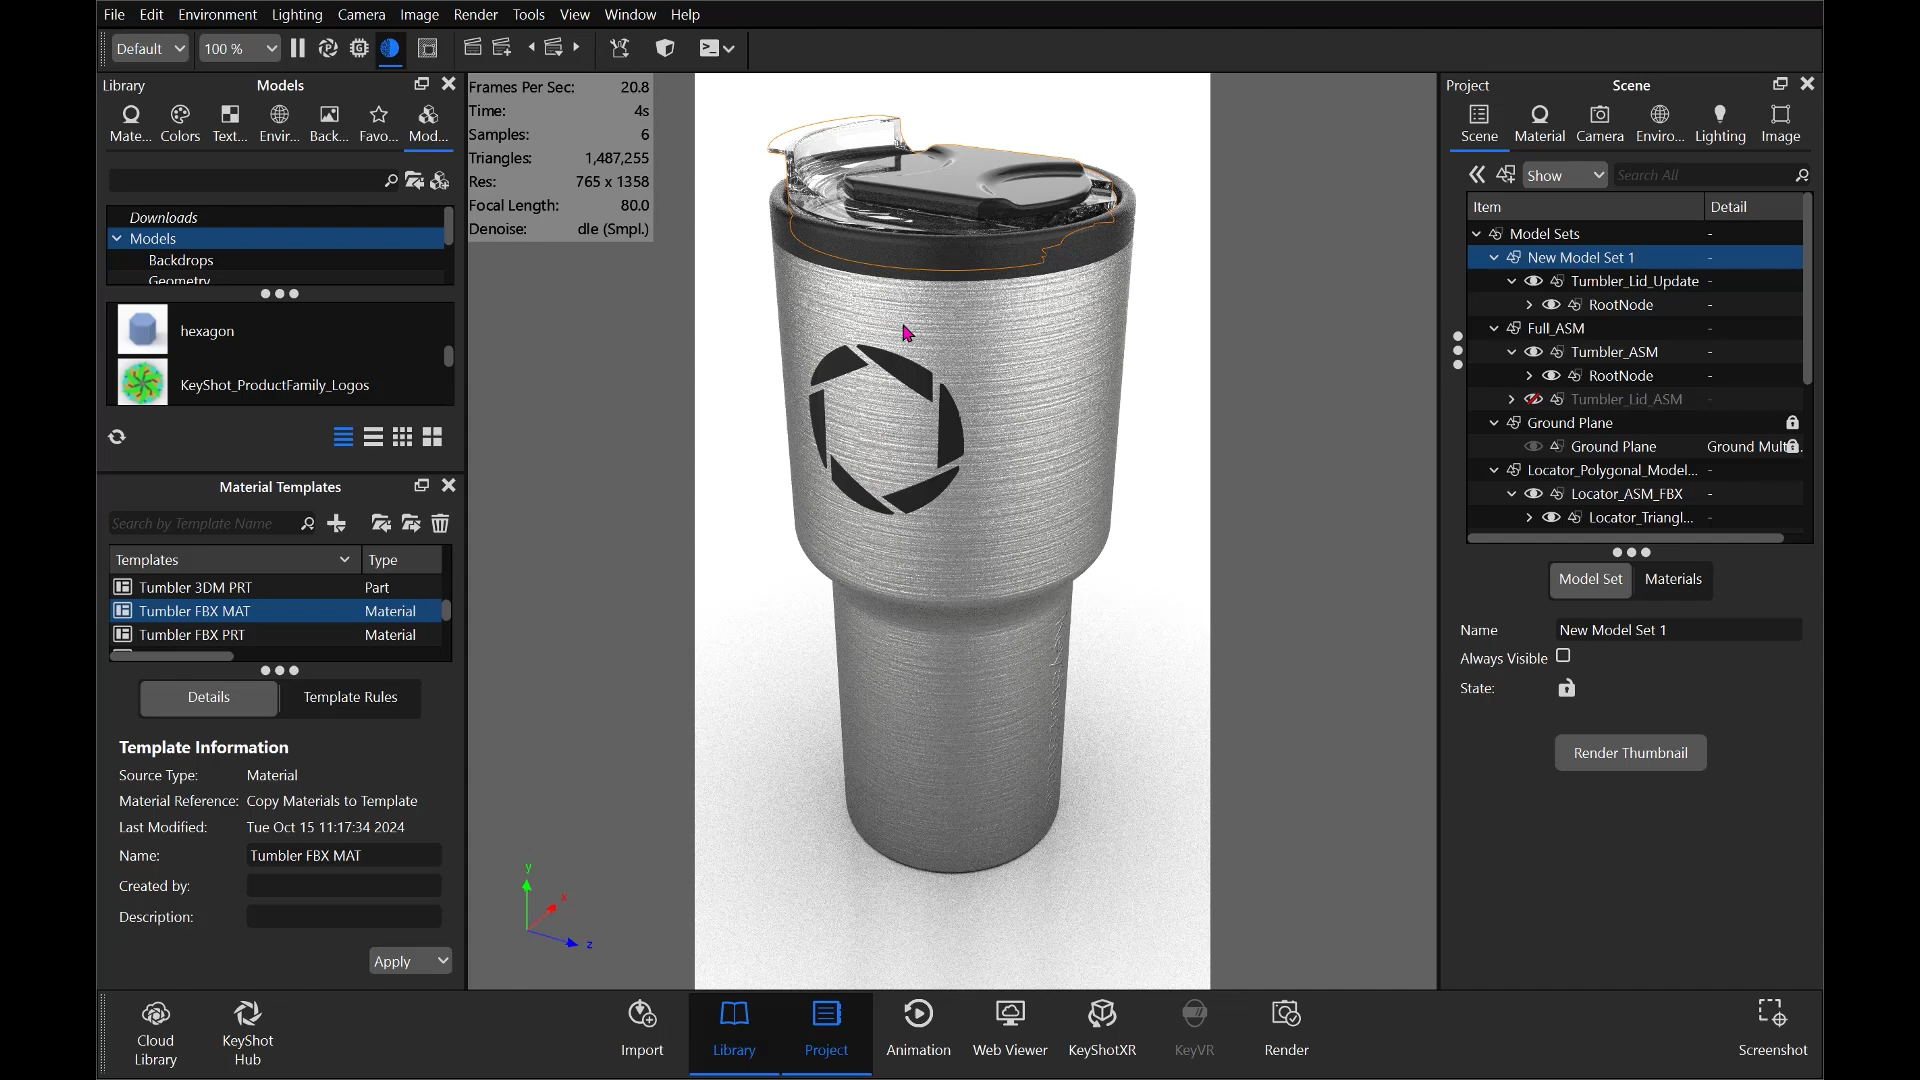 File Edit Environment Lighting Camera Image Render Tools View Window Help
Default 100 %
Library Models
Mate... Colors Text... Envir... Back... Favo... Mod...
Downloads
Models
Backdrops
Geometry
hexagon
KeyShot_ProductFamily_Logos
Material Templates
Search by Template Name
Templates Type
Tumbler 3DM PRT Part
Tumbler FBX MAT Material
Tumbler FBX PRT Material
Details Template Rules
Template Information
Source Type: Material
Material Reference: Copy Materials to Template
Last Modified: Tue Oct 15 11:17:34 2024
Name: Tumbler FBX MAT
Created by:
Description:
Apply
Frames Per Sec: 20.8
Time: 4s
Samples: 6
Triangles: 1,487,255
Res: 765 x 1358
Focal Length: 80.0
Denoise: dle (Smpl.)
y
x
z
Project Scene
Scene Material Camera Enviro... Lighting Image
Show Search All
Item Detail
Model Sets -
New Model Set 1 -
Tumbler_Lid_Update -
RootNode -
Full_ASM -
Tumbler_ASM -
RootNode -
Tumbler_Lid_ASM -
Ground Plane
Ground Plane Ground Mult...
Locator_Polygonal_Model... -
Locator_ASM_FBX -
Locator_Triangl... -
Model Set Materials
Name New Model Set 1
Always Visible
State:
Render Thumbnail
Cloud Library
KeyShot Hub
Import Library Project Animation Web Viewer KeyShotXR KeyVR Render Screenshot